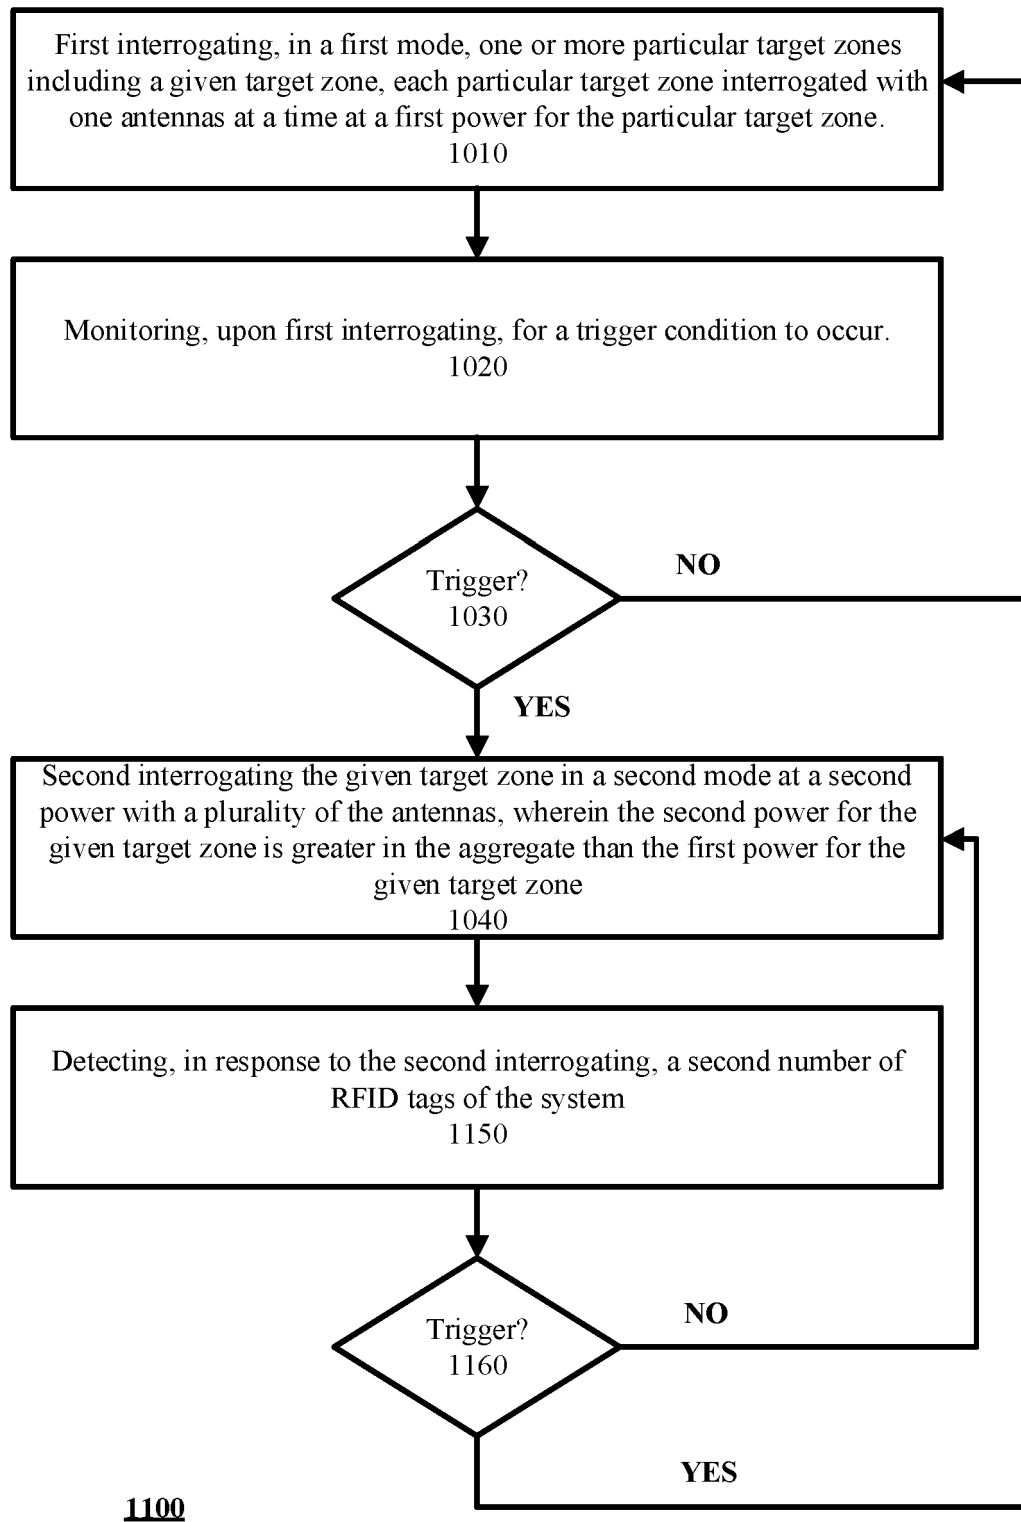 First interrogating, in a first mode, one or more particular target zones
including a given target zone, each particular target zone interrogated with
one antennas at a time at a first power for the particular target zone.
1010
Monitoring, upon first interrogating, for a trigger condition to occur.
1020
Trigger?
1030
NO
YES
Second interrogating the given target zone in a second mode at a second
power with a plurality of the antennas, wherein the second power for the
given target zone is greater in the aggregate than the first power for the
given target zone
1040
Detecting, in response to the second interrogating, a second number of
RFID tags of the system
1150
Trigger?
1160
NO
YES
1100